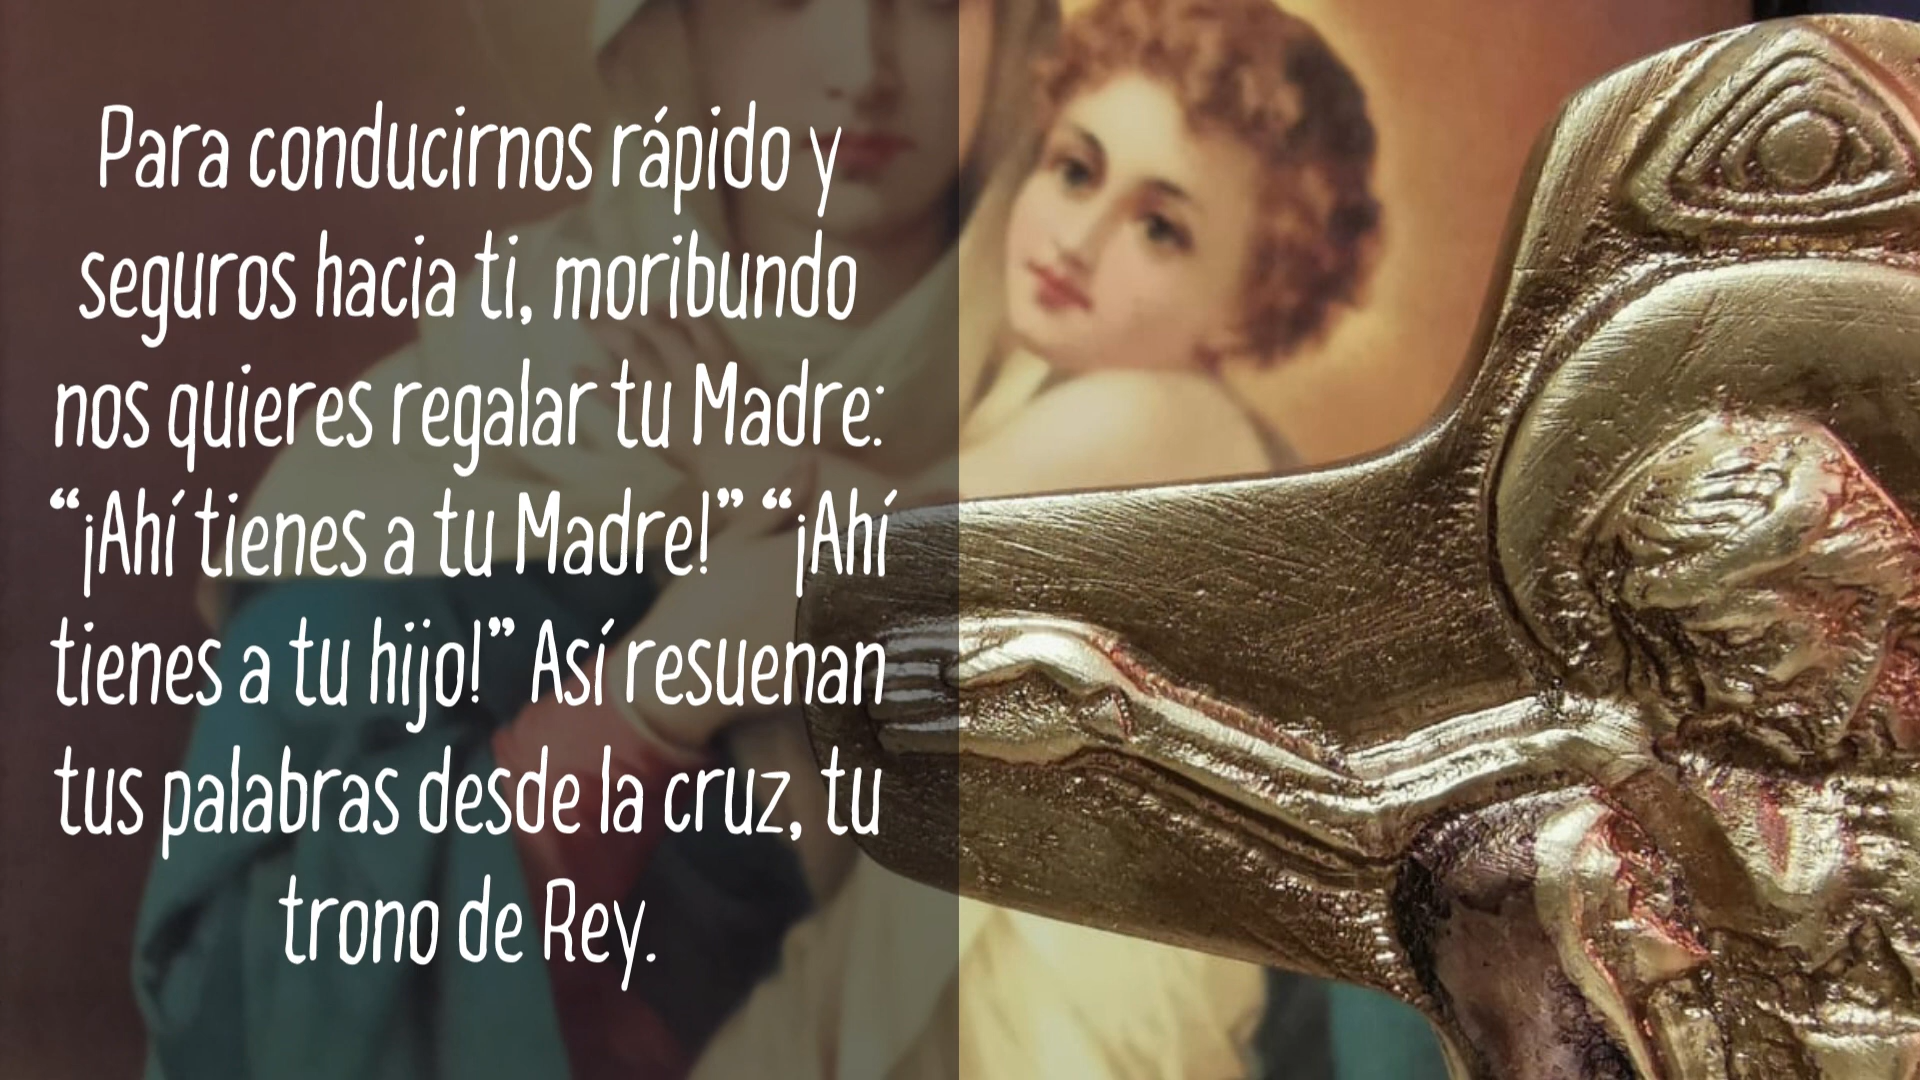 Para conducirnos rápido y
seguros hacia ti, moribundo
nos quieres regalar tu Madre:
“¡Ahí tienes a tu Madre!” “¡Ahí
tienes a tu hijo!” Así resuenan
tus palabras desde la cruz, tu
trono de Rey.